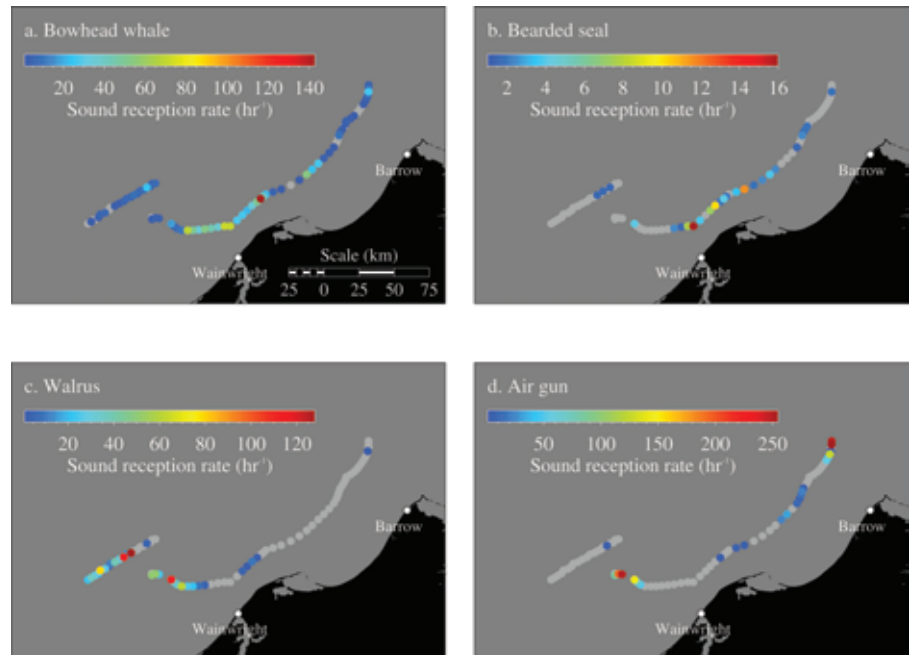 a. Bowhead whale
20 40 60 80 100 120 140
Sound reception rate (hr⁻¹)
Barrow
Wainwright
Scale (km)
25 0 25 50 75
b. Bearded seal
2 4 6 8 10 12 14 16
Sound reception rate (hr⁻¹)
Barrow
Wainwright
c. Walrus
20 40 60 80 100 120
Sound reception rate (hr⁻¹)
Barrow
Wainwright
d. Air gun
50 100 150 200 250
Sound reception rate (hr⁻¹)
Barrow
Wainwright